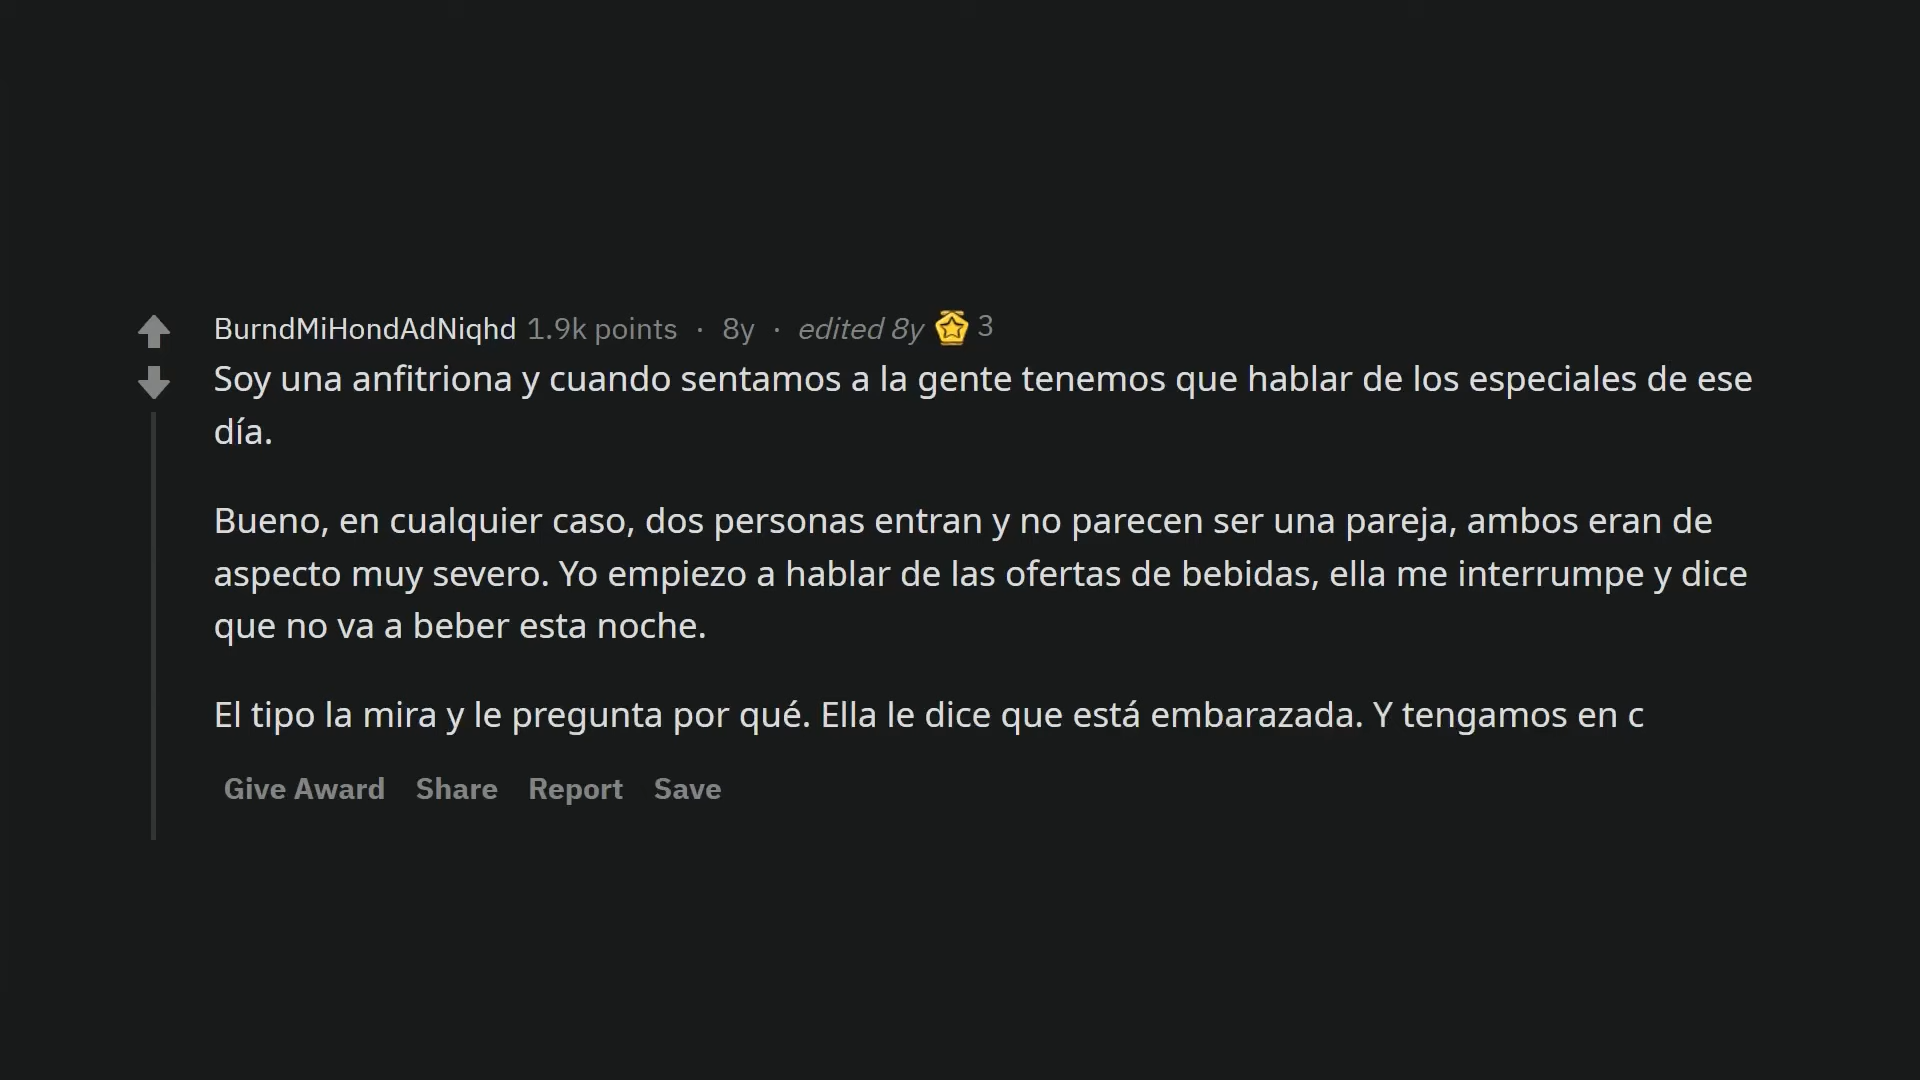 BurndMiHondAdNiqhd 1.9k points · 8y · edited 8y 3
Soy una anfitriona y cuando sentamos a la gente tenemos que hablar de los especiales de ese
día.
Bueno, en cualquier caso, dos personas entran y no parecen ser una pareja, ambos eran de
aspecto muy severo. Yo empiezo a hablar de las ofertas de bebidas, ella me interrumpe y dice
que no va a beber esta noche.
El tipo la mira y le pregunta por qué. Ella le dice que está embarazada. Y tengamos en c
Give Award Share Report Save